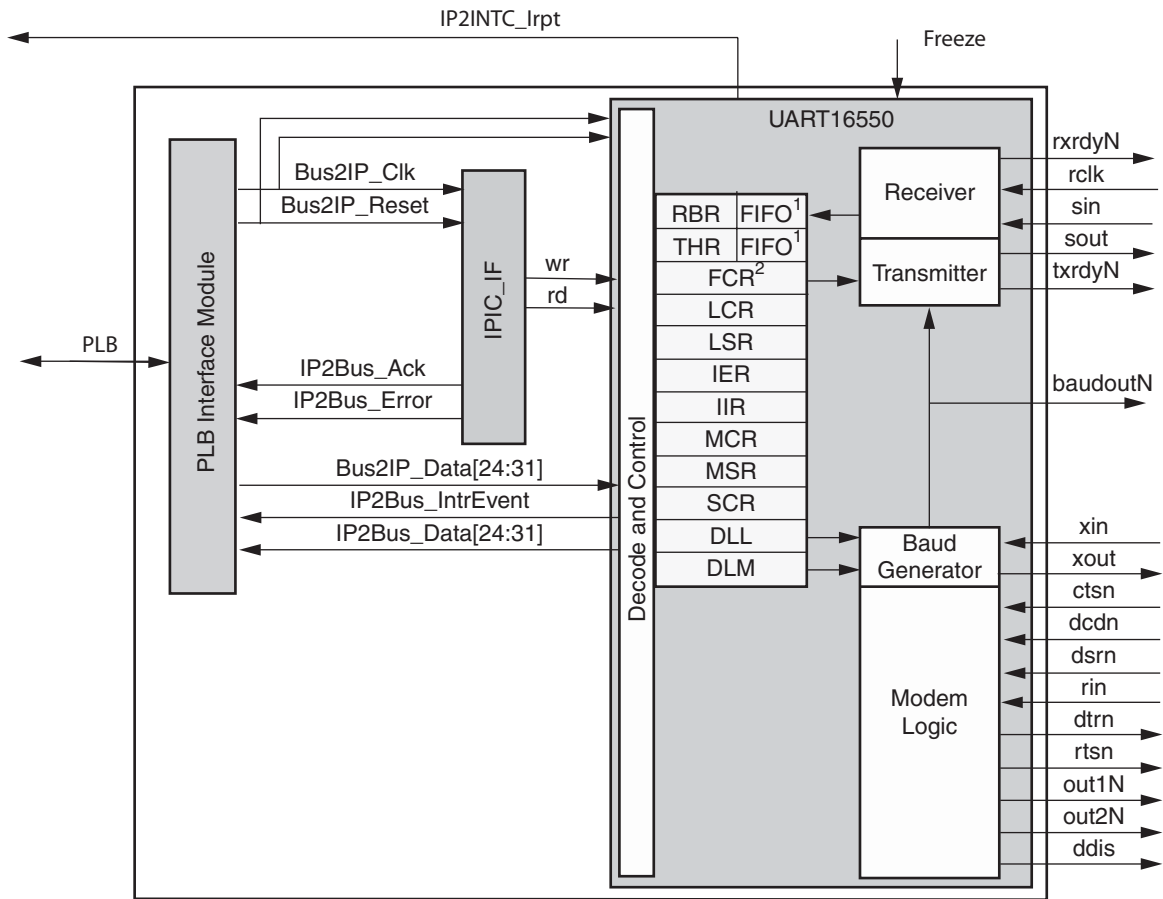 IP2INTC_Irpt
Freeze
UART16550
Bus2IP_Clk
Bus2IP_Reset
PLB
PLB Interface Module
IPIC_IF
wr
rd
IP2Bus_Ack
IP2Bus_Error
Bus2IP_Data[24:31]
IP2Bus_IntrEvent
IP2Bus_Data[24:31]
Decode and Control
RBR FIFO1
THR FIFO1
FCR2
LCR
LSR
IER
IIR
MCR
MSR
SCR
DLL
DLM
Receiver
Transmitter
Baud
Generator
Modem
Logic
rxrdyN
rclk
sin
sout
txrdyN
baudoutN
xin
xout
ctsn
dcdn
dsrn
rin
dtrn
rtsn
out1N
out2N
ddis